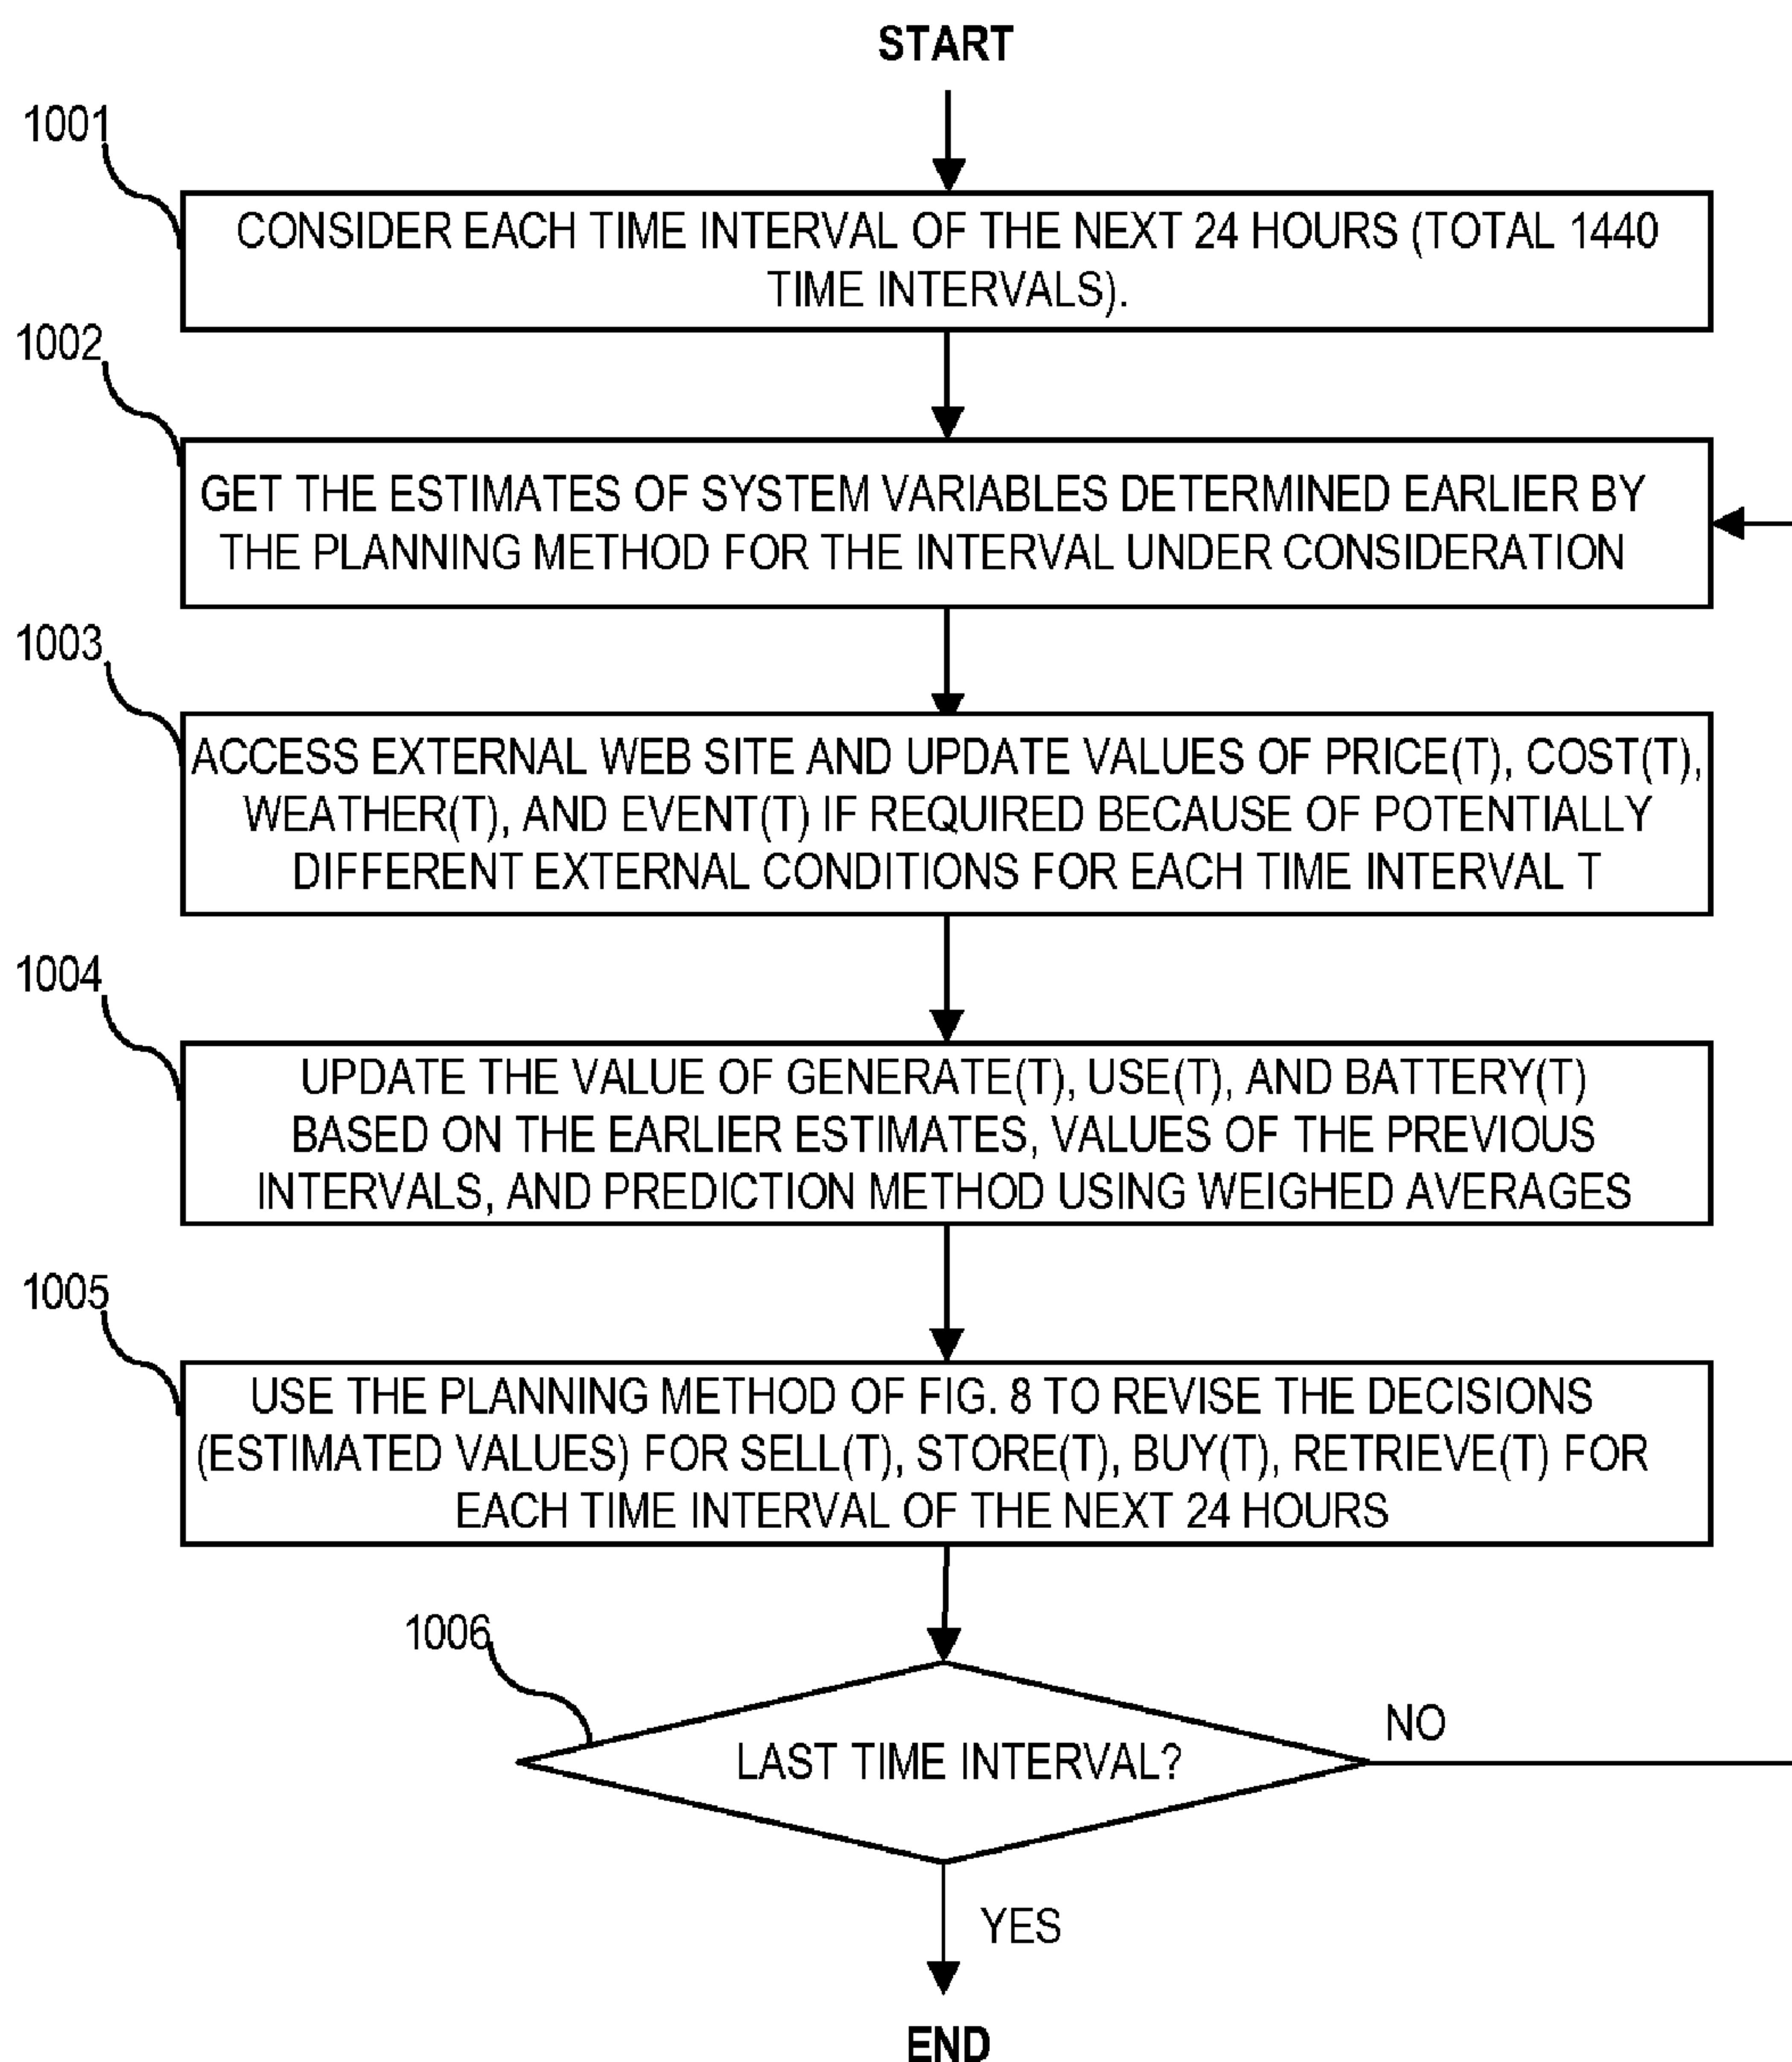 START
1001
CONSIDER EACH TIME INTERVAL OF THE NEXT 24 HOURS (TOTAL 1440
TIME INTERVALS).
1002
GET THE ESTIMATES OF SYSTEM VARIABLES DETERMINED EARLIER BY
THE PLANNING METHOD FOR THE INTERVAL UNDER CONSIDERATION
1003
ACCESS EXTERNAL WEB SITE AND UPDATE VALUES OF PRICE(T), COST(T),
WEATHER(T), AND EVENT(T) IF REQUIRED BECAUSE OF POTENTIALLY
DIFFERENT EXTERNAL CONDITIONS FOR EACH TIME INTERVAL T
1004
UPDATE THE VALUE OF GENERATE(T), USE(T), AND BATTERY(T)
BASED ON THE EARLIER ESTIMATES, VALUES OF THE PREVIOUS
INTERVALS, AND PREDICTION METHOD USING WEIGHED AVERAGES
1005
USE THE PLANNING METHOD OF FIG. 8 TO REVISE THE DECISIONS
(ESTIMATED VALUES) FOR SELL(T), STORE(T), BUY(T), RETRIEVE(T) FOR
EACH TIME INTERVAL OF THE NEXT 24 HOURS
1006
LAST TIME INTERVAL?
NO
YES
END